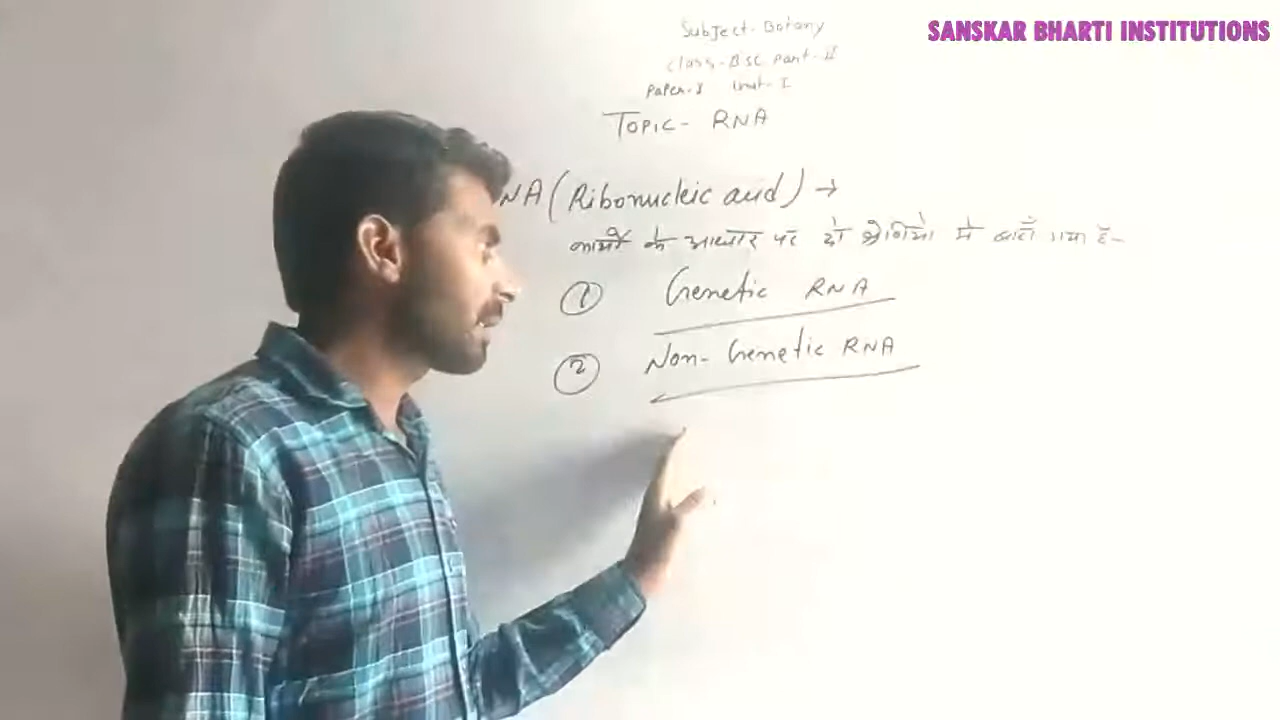 SANSKAR BHARTI INSTITUTIONS
Subject-Botany
Class-Bsc Part-II
Paper-I Unit-I
TOPIC- RNA
NA (Ribonucleic acid) →
कार्यो के आधार पर दो श्रेणियो मे बाटाँ गया है-
1 Genetic RNA
2 Non-Genetic RNA